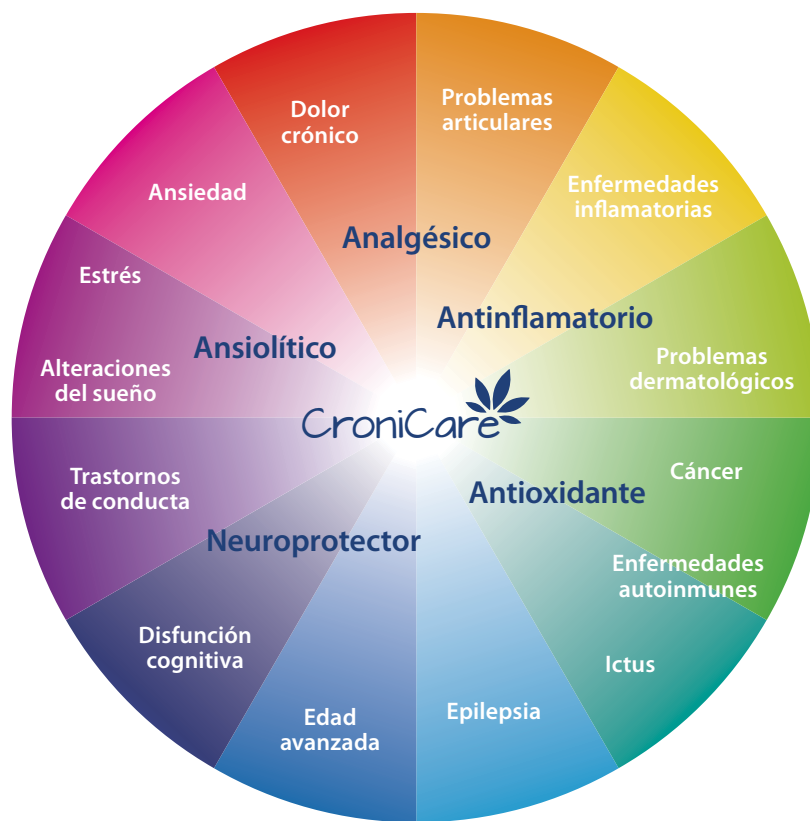 Dolor
crónico
Problemas
articulares
Ansiedad
Enfermedades
inflamatorias
Analgésico
Estrés
Antinflamatorio
Ansiolítico
Alteraciones
del sueño
Problemas
dermatológicos
CroniCare
Trastornos
de conducta
Antioxidante
Cáncer
Neuroprotector
Enfermedades
autoinmunes
Disfunción
cognitiva
Ictus
Edad
avanzada
Epilepsia